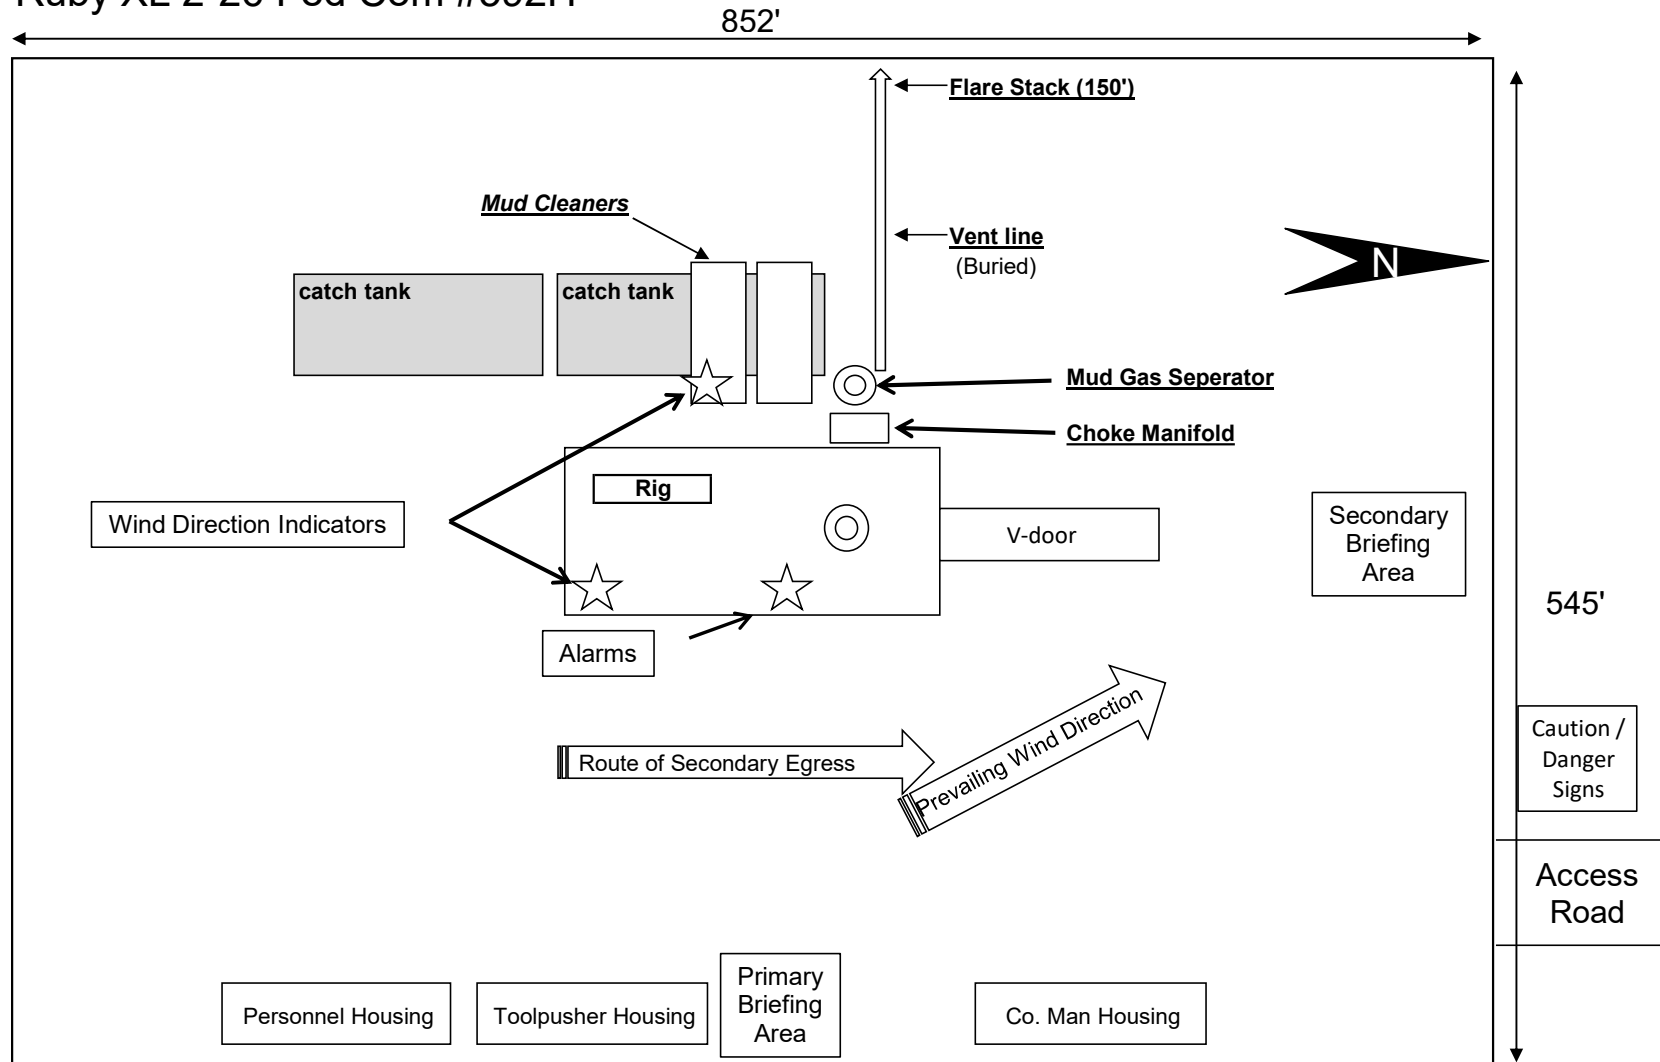 852'
Flare Stack (150')
Mud Cleaners
Vent line
(Buried)
N
catch tank
catch tank
Mud Gas Seperator
Choke Manifold
Rig
Wind Direction Indicators
V-door
Secondary
Briefing
Area
545'
Alarms
Prevailing Wind Direction
Route of Secondary Egress
Caution /
Danger
Signs
Access
Road
Personnel Housing
Toolpusher Housing
Primary
Briefing
Area
Co. Man Housing